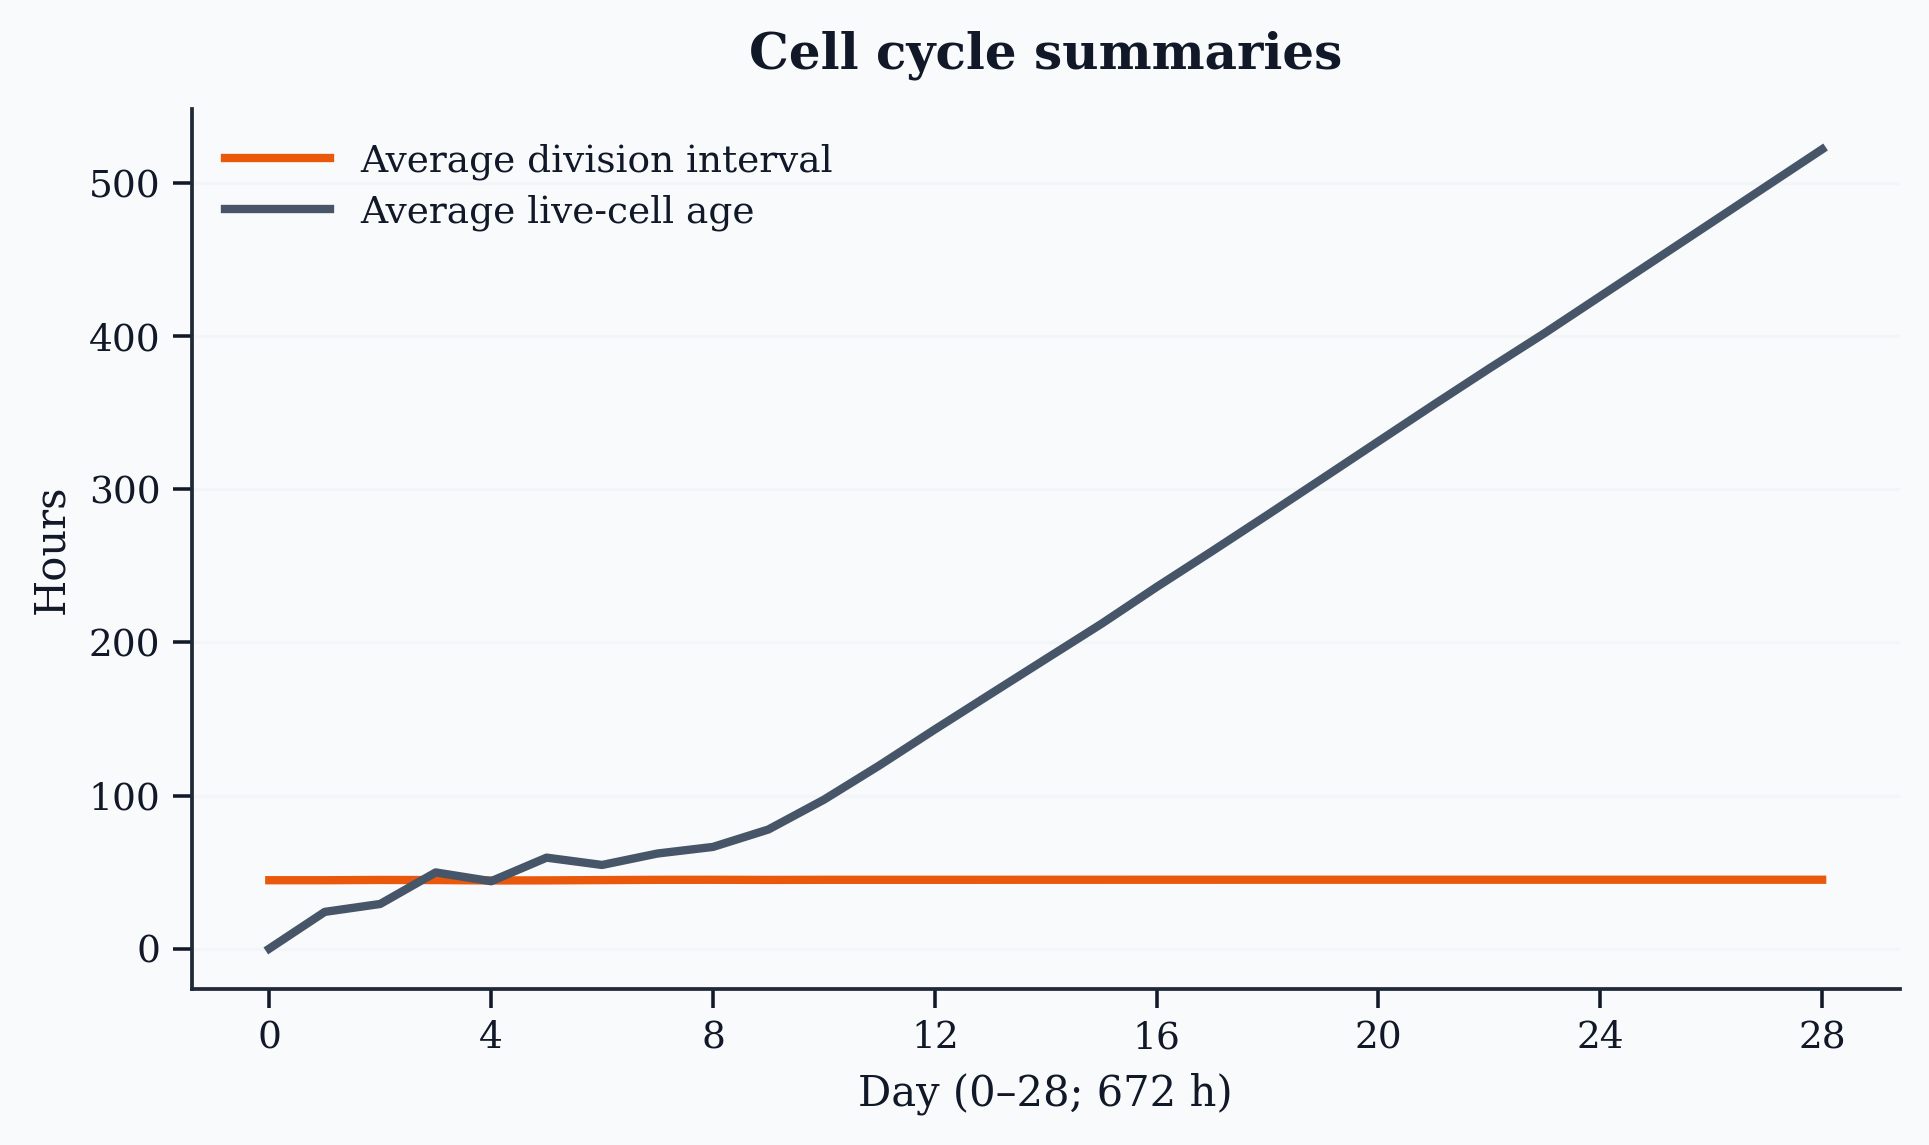 Cell cycle summaries
Average division interval
Average live-cell age
500
400
300
200
100
0
Hours
0 4 8 12 16 20 24 28
Day (0–28; 672 h)